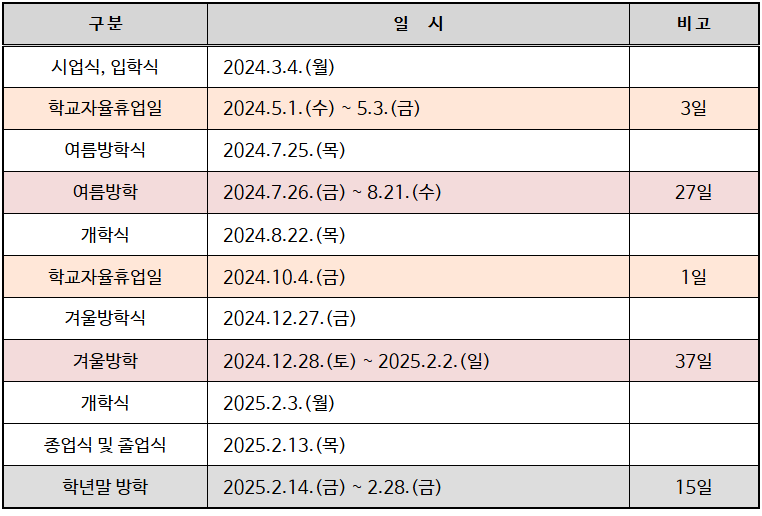 구 분 일 시 비 고
시업식, 입학식 2024.3.4.(월)
학교자율휴업일 2024.5.1.(수) ~ 5.3.(금) 3일
여름방학식 2024.7.25.(목)
여름방학 2024.7.26.(금) ~ 8.21.(수) 27일
개학식 2024.8.22.(목)
학교자율휴업일 2024.10.4.(금) 1일
겨울방학식 2024.12.27.(금)
겨울방학 2024.12.28.(토) ~ 2025.2.2.(일) 37일
개학식 2025.2.3.(월)
종업식 및 졸업식 2025.2.13.(목)
학년말 방학 2025.2.14.(금) ~ 2.28.(금) 15일